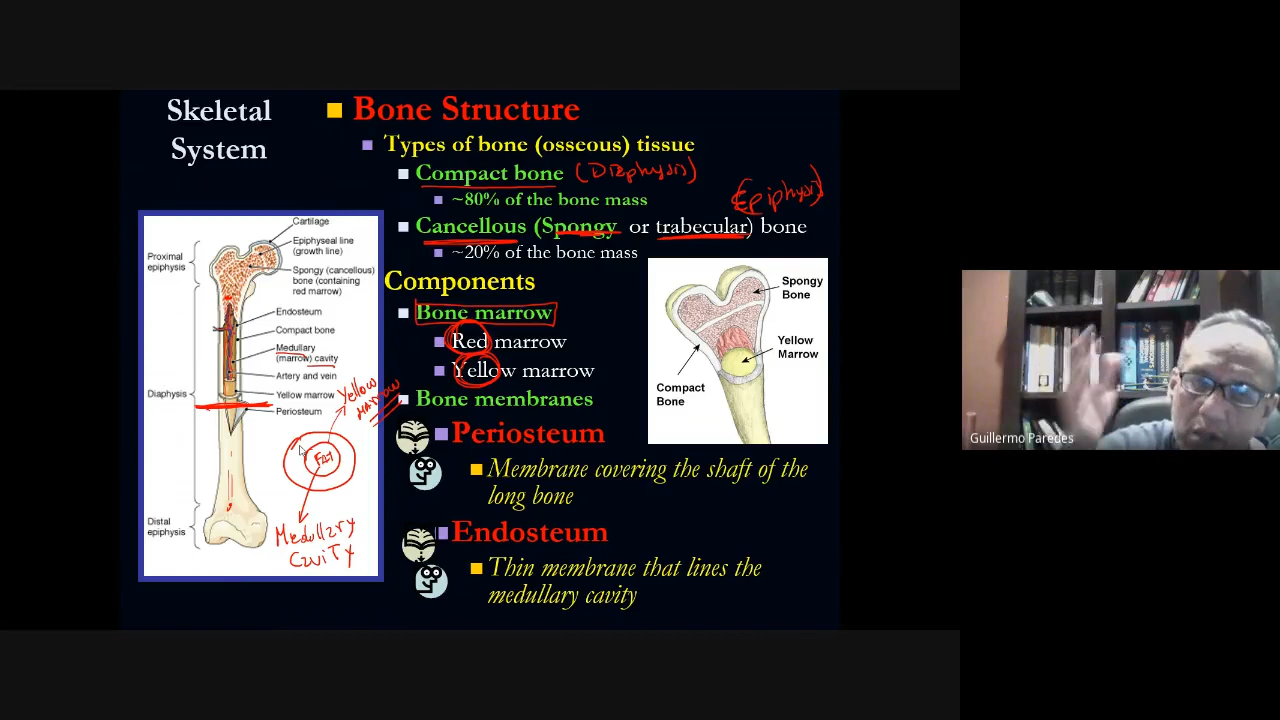 Skeletal
System
Bone Structure
Types of bone (osseous) tissue
Compact bone (Diaphysis)
~80% of the bone mass
(Epiphysis)
Cancellous (Spongy or trabecular) bone
~20% of the bone mass
Components
Bone marrow
Red marrow
Yellow marrow
Bone membranes
Periosteum
Membrane covering the shaft of the
long bone
Endosteum
Thin membrane that lines the
medullary cavity
Cartilage
Proximal
epiphysis
Epiphyseal line
(growth line)
Spongy (cancellous)
bone (containing
red marrow)
Endosteum
Compact bone
Medullary
(marrow) cavity
Artery and vein
Diaphysis
Yellow marrow
Periosteum
Distal
epiphysis
Yellow
MARROW
FAT
Medullary
CAVITY
Spongy
Bone
Yellow
Marrow
Compact
Bone
Guillermo Paredes